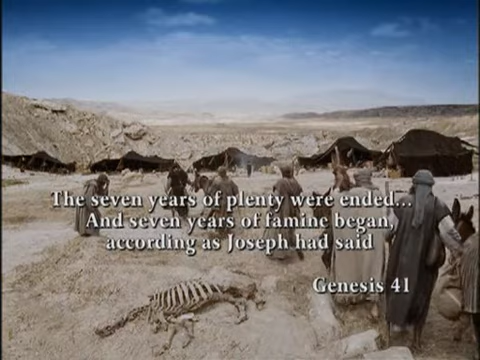 The seven years of plenty were ended...
And seven years of famine began,
according as Joseph had said
Genesis 41